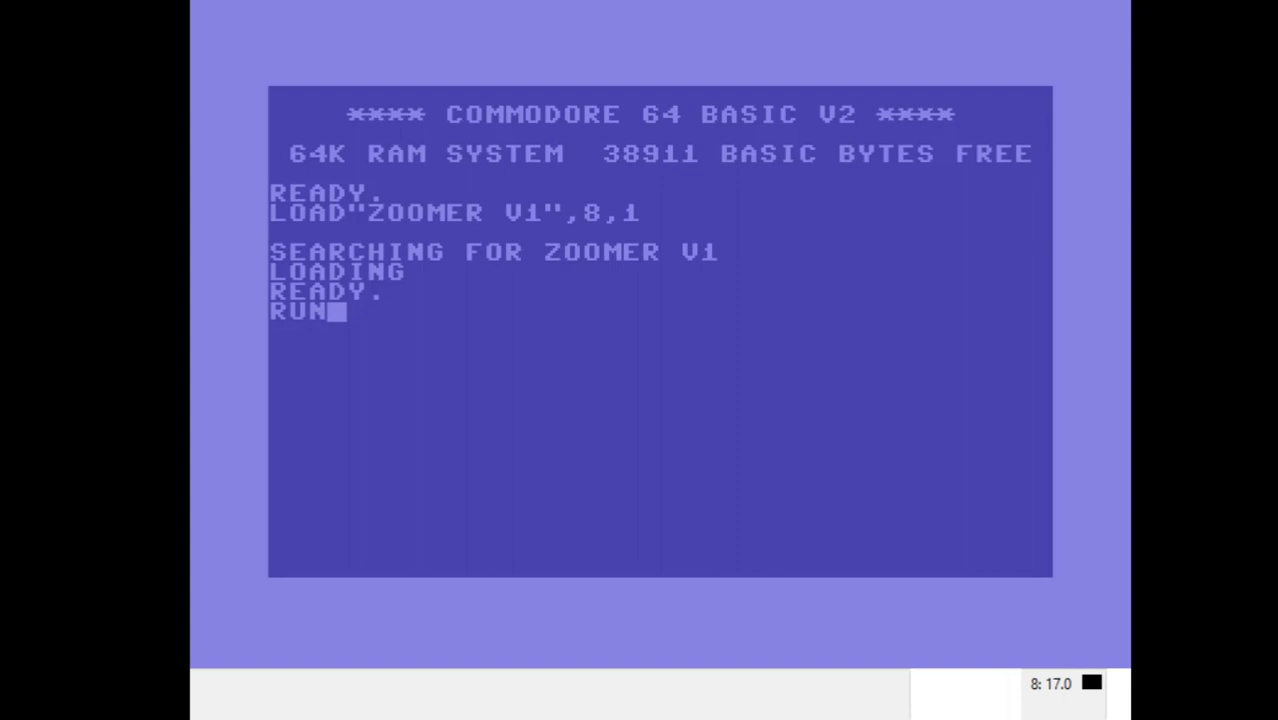 **** COMMODORE 64 BASIC V2 ****
64K RAM SYSTEM  38911 BASIC BYTES FREE
READY.
LOAD"ZOOMER V1",8,1
SEARCHING FOR ZOOMER V1
LOADING
READY.
RUN
8: 17.0